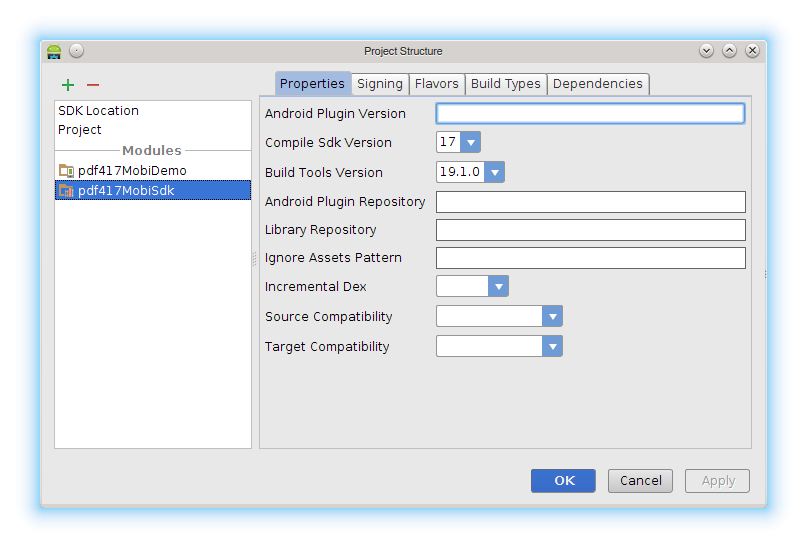 Project Structure
SDK Location
Project
Modules
pdf417MobiDemo
pdf417MobiSdk
Properties Signing Flavors Build Types Dependencies
Android Plugin Version
Compile Sdk Version 17
Build Tools Version 19.1.0
Android Plugin Repository
Library Repository
Ignore Assets Pattern
Incremental Dex
Source Compatibility
Target Compatibility
OK Cancel Apply